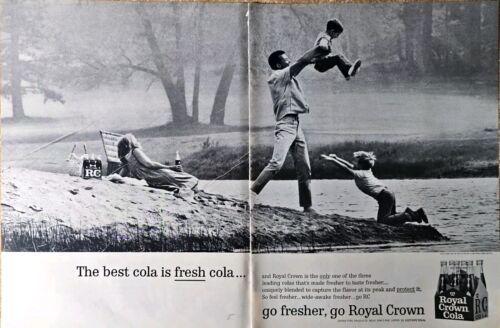 RC
The best cola is fresh cola...
and Royal Crown is the only one of the three
leading colas that's made fresher to taste fresher...
uniquely blended to capture the flavor at its peak and protect it.
So feel fresher...wide-awake fresher...go RC
go fresher, go Royal Crown
Royal
Crown
Cola